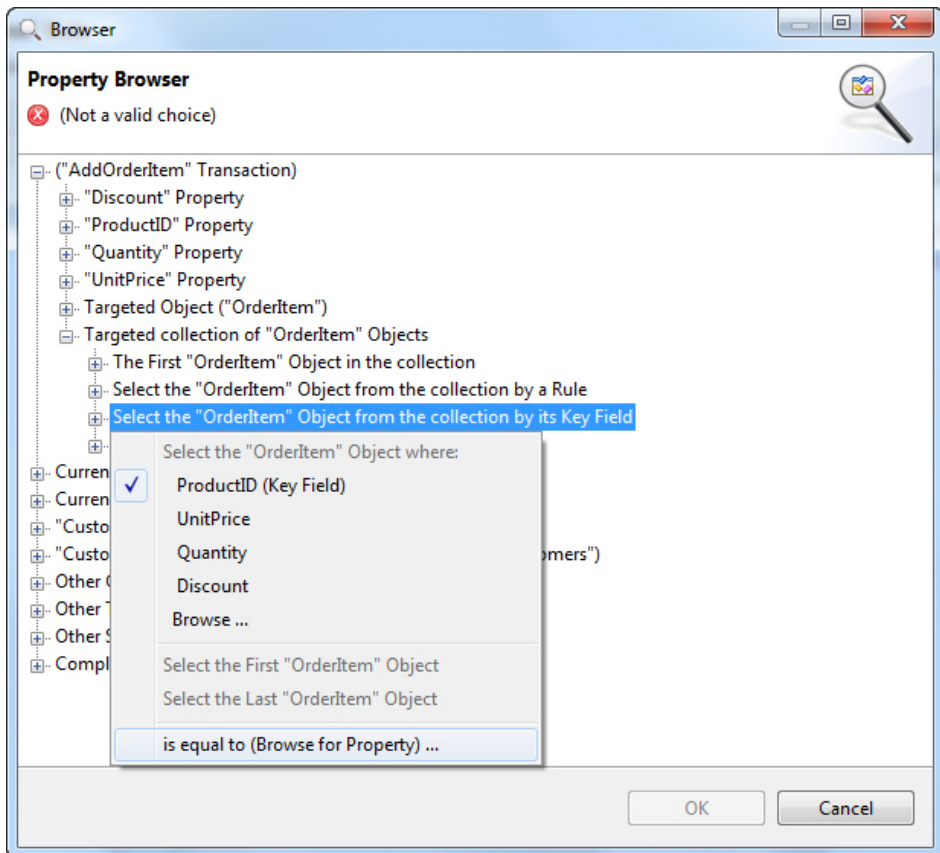 Browser
Property Browser
(Not a valid choice)
("AddOrderItem" Transaction)
"Discount" Property
"ProductID" Property
"Quantity" Property
"UnitPrice" Property
Targeted Object ("OrderItem")
Targeted collection of "OrderItem" Objects
The First "OrderItem" Object in the collection
Select the "OrderItem" Object from the collection by a Rule
Select the "OrderItem" Object from the collection by its Key Field
Select the "OrderItem" Object where:
Curren
ProductID (Key Field)
Curren
UnitPrice
"Custo
"Custo
Quantity
omers")
Other
Discount
Other
Browse ...
Other
Compl
Select the First "OrderItem" Object
Select the Last "OrderItem" Object
is equal to (Browse for Property) ...
OK
Cancel